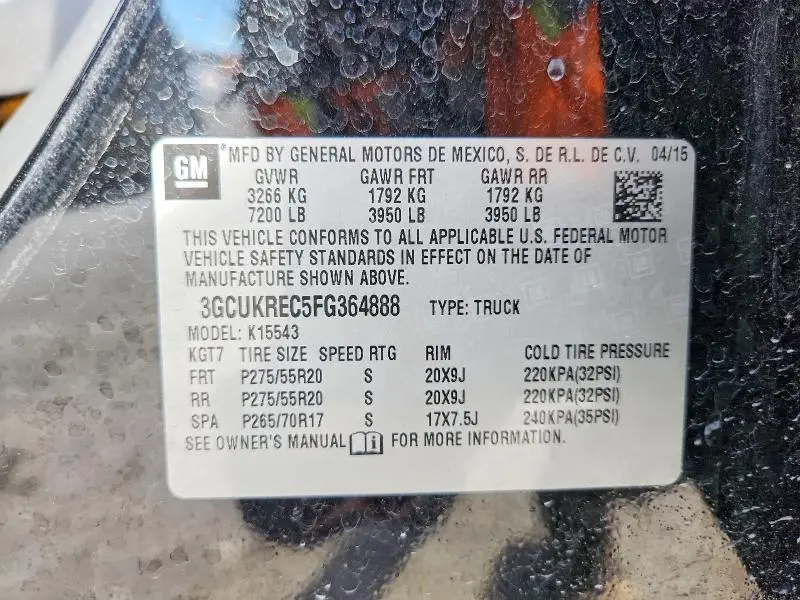 GM ®MFD BY GENERAL MOTORS DE MEXICO, S. DE R.L. DE C.V. 04/15
GVWR GAWR FRT GAWR RR
3266 KG 1792 KG 1792 KG
7200 LB 3950 LB 3950 LB
THIS VEHICLE CONFORMS TO ALL APPLICABLE U.S. FEDERAL MOTOR
VEHICLE SAFETY STANDARDS IN EFFECT ON THE DATE OF
MANUFACTURE SHOWN ABOVE.
3GCUKREC5FG364888 TYPE: TRUCK
MODEL: K15543
KGT7 TIRE SIZE SPEED RTG RIM COLD TIRE PRESSURE
FRT P275/55R20 S 20X9J 220KPA(32PSI)
RR P275/55R20 S 20X9J 220KPA(32PSI)
SPA P265/70R17 S 17X7.5J 240KPA(35PSI)
SEE OWNER'S MANUAL FOR MORE INFORMATION.